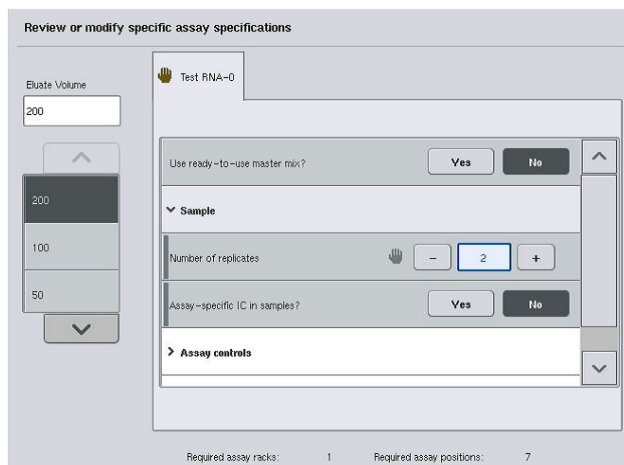 Review or modify specific assay specifications
Eluate Volume
200
200
100
50
Test RNA-0
Use ready-to-use master mix?
Yes
No
Sample
Number of replicates
-
2
+
Assay-specific IC in samples?
Yes
No
Assay controls
Required assay racks: 1
Required assay positions: 7